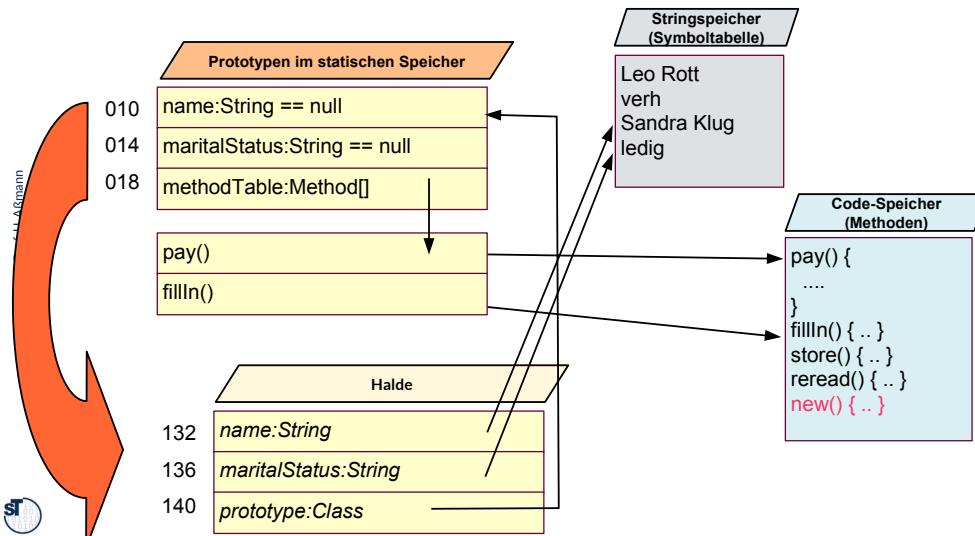 Stringspeicher
(Symboltabelle)
Leo Rott
verh
Sandra Klug
ledig
Prototypen im statischen Speicher
010 name:String == null
014 maritalStatus:String == null
018 methodTable:Method[]
pay()
fillIn()
Code-Speicher
(Methoden)
pay() {
....
}
fillIn() { .. }
store() { .. }
reread() { .. }
new() { .. }
Halde
132 name:String
136 maritalStatus:String
140 prototype:Class
Aßmann
sT